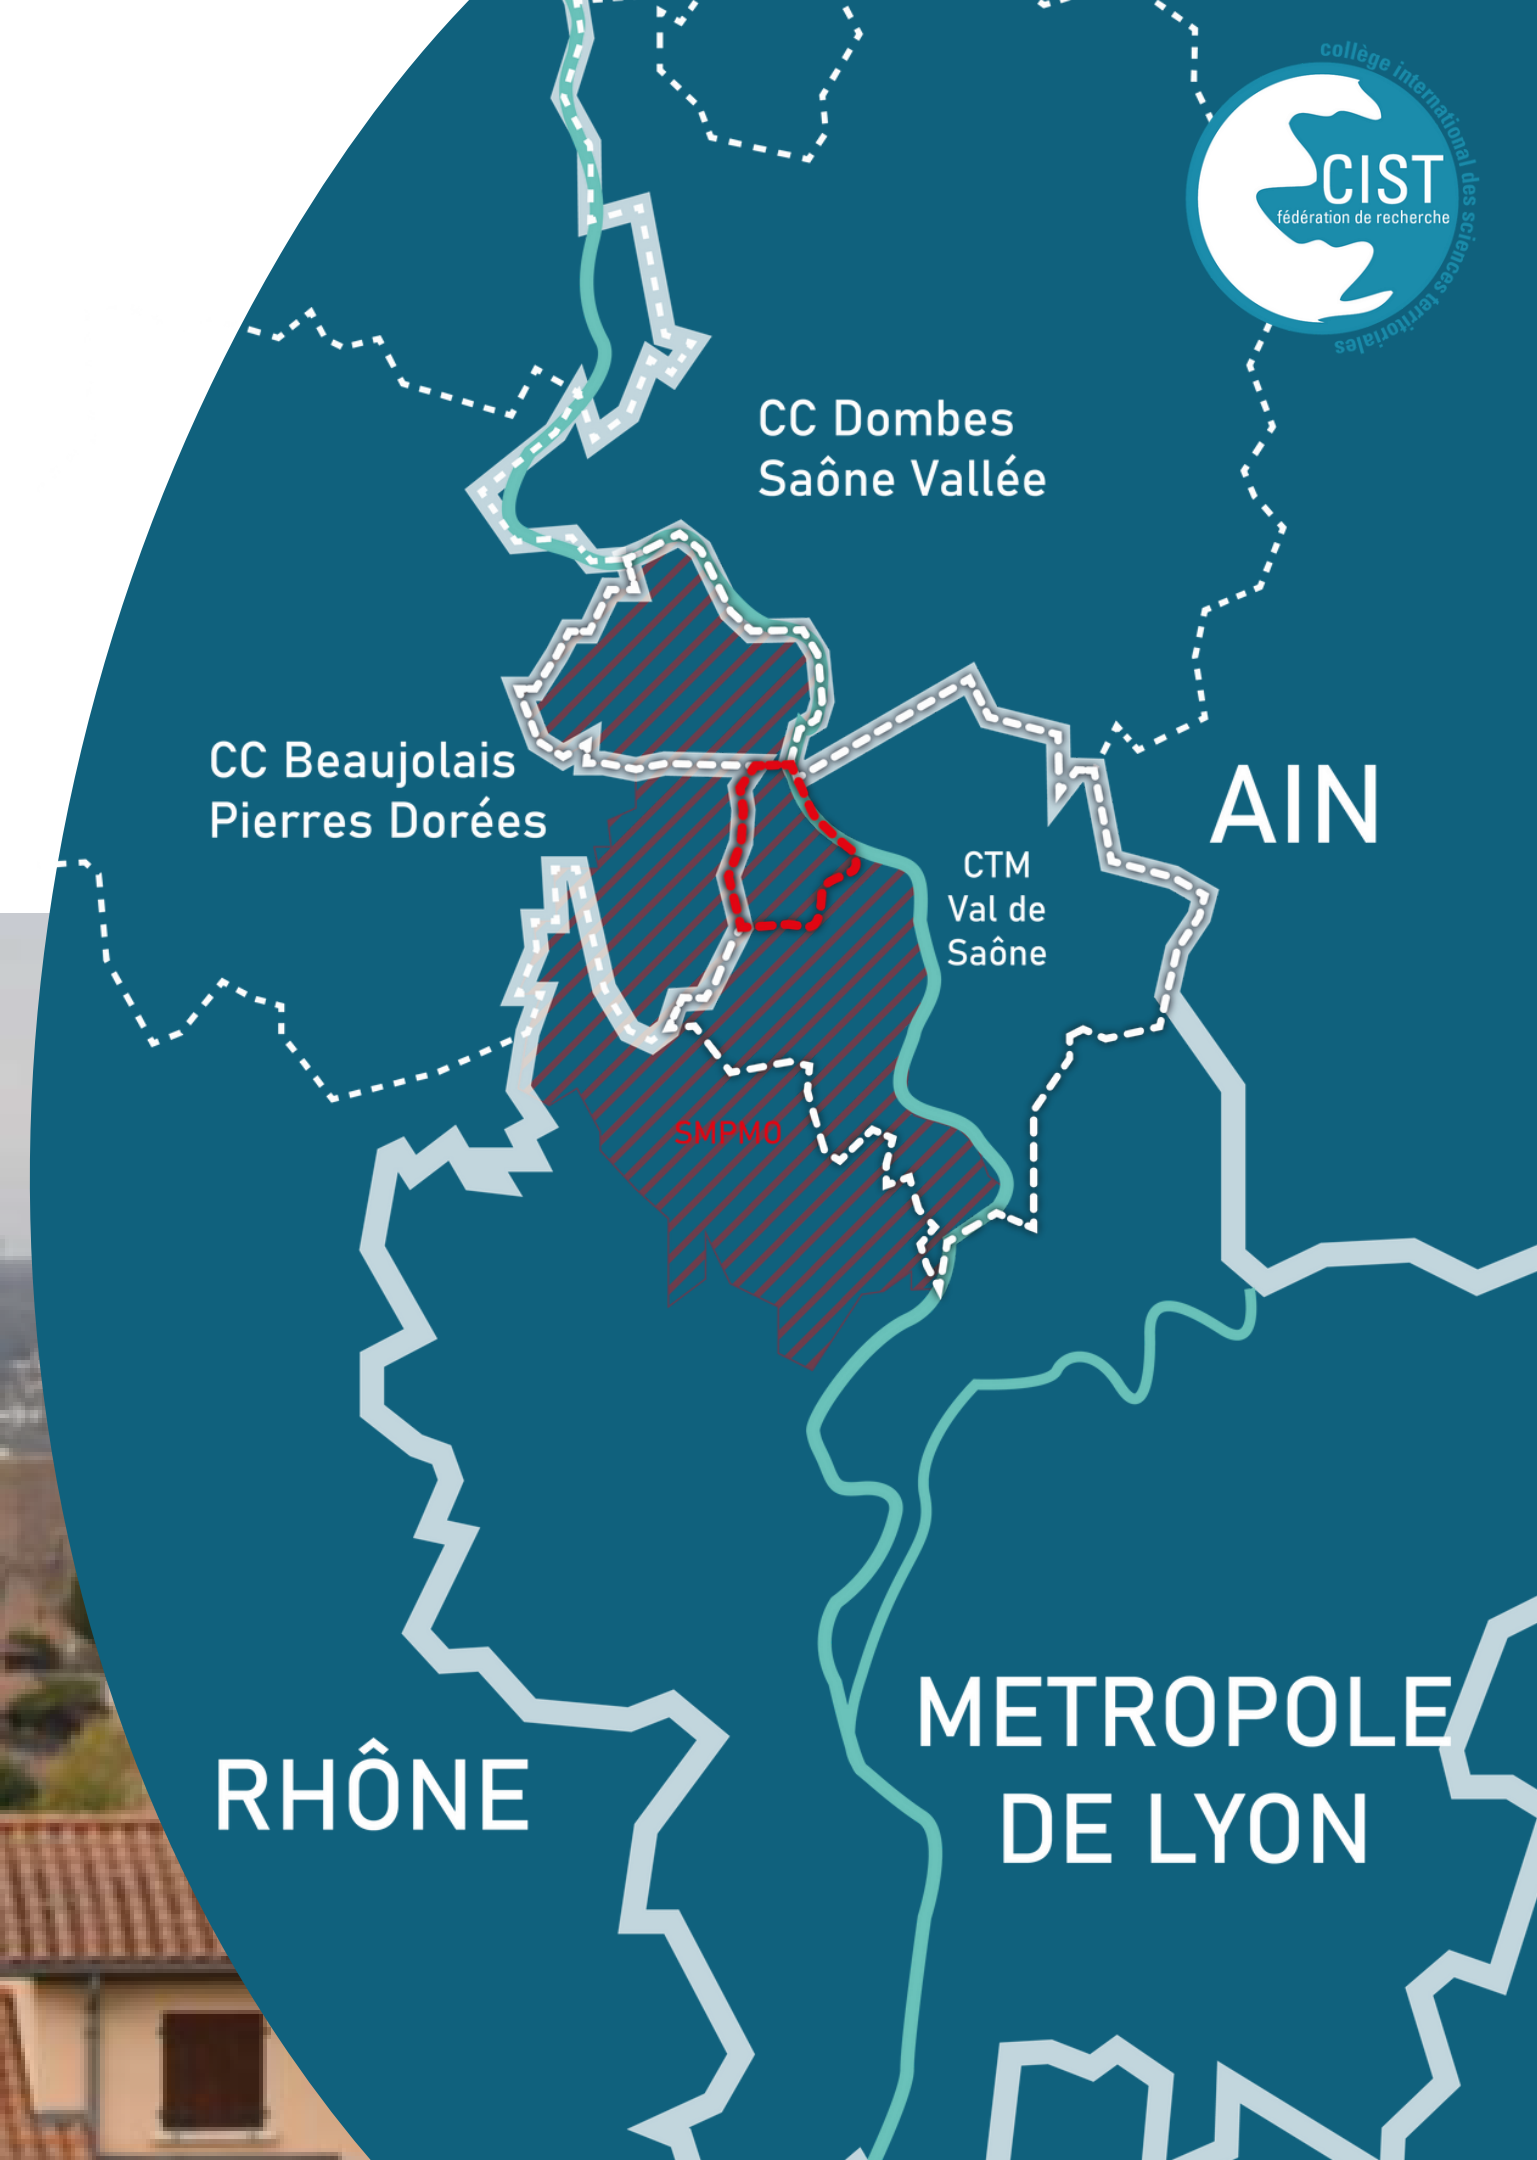 collège international des sciences territoriales
CIST
fédération de recherche
CC Dombes
Saône Vallée
CC Beaujolais
Pierres Dorées
AIN
CTM
Val de
Saône
SMPMO
METROPOLE
DE LYON
RHÔNE